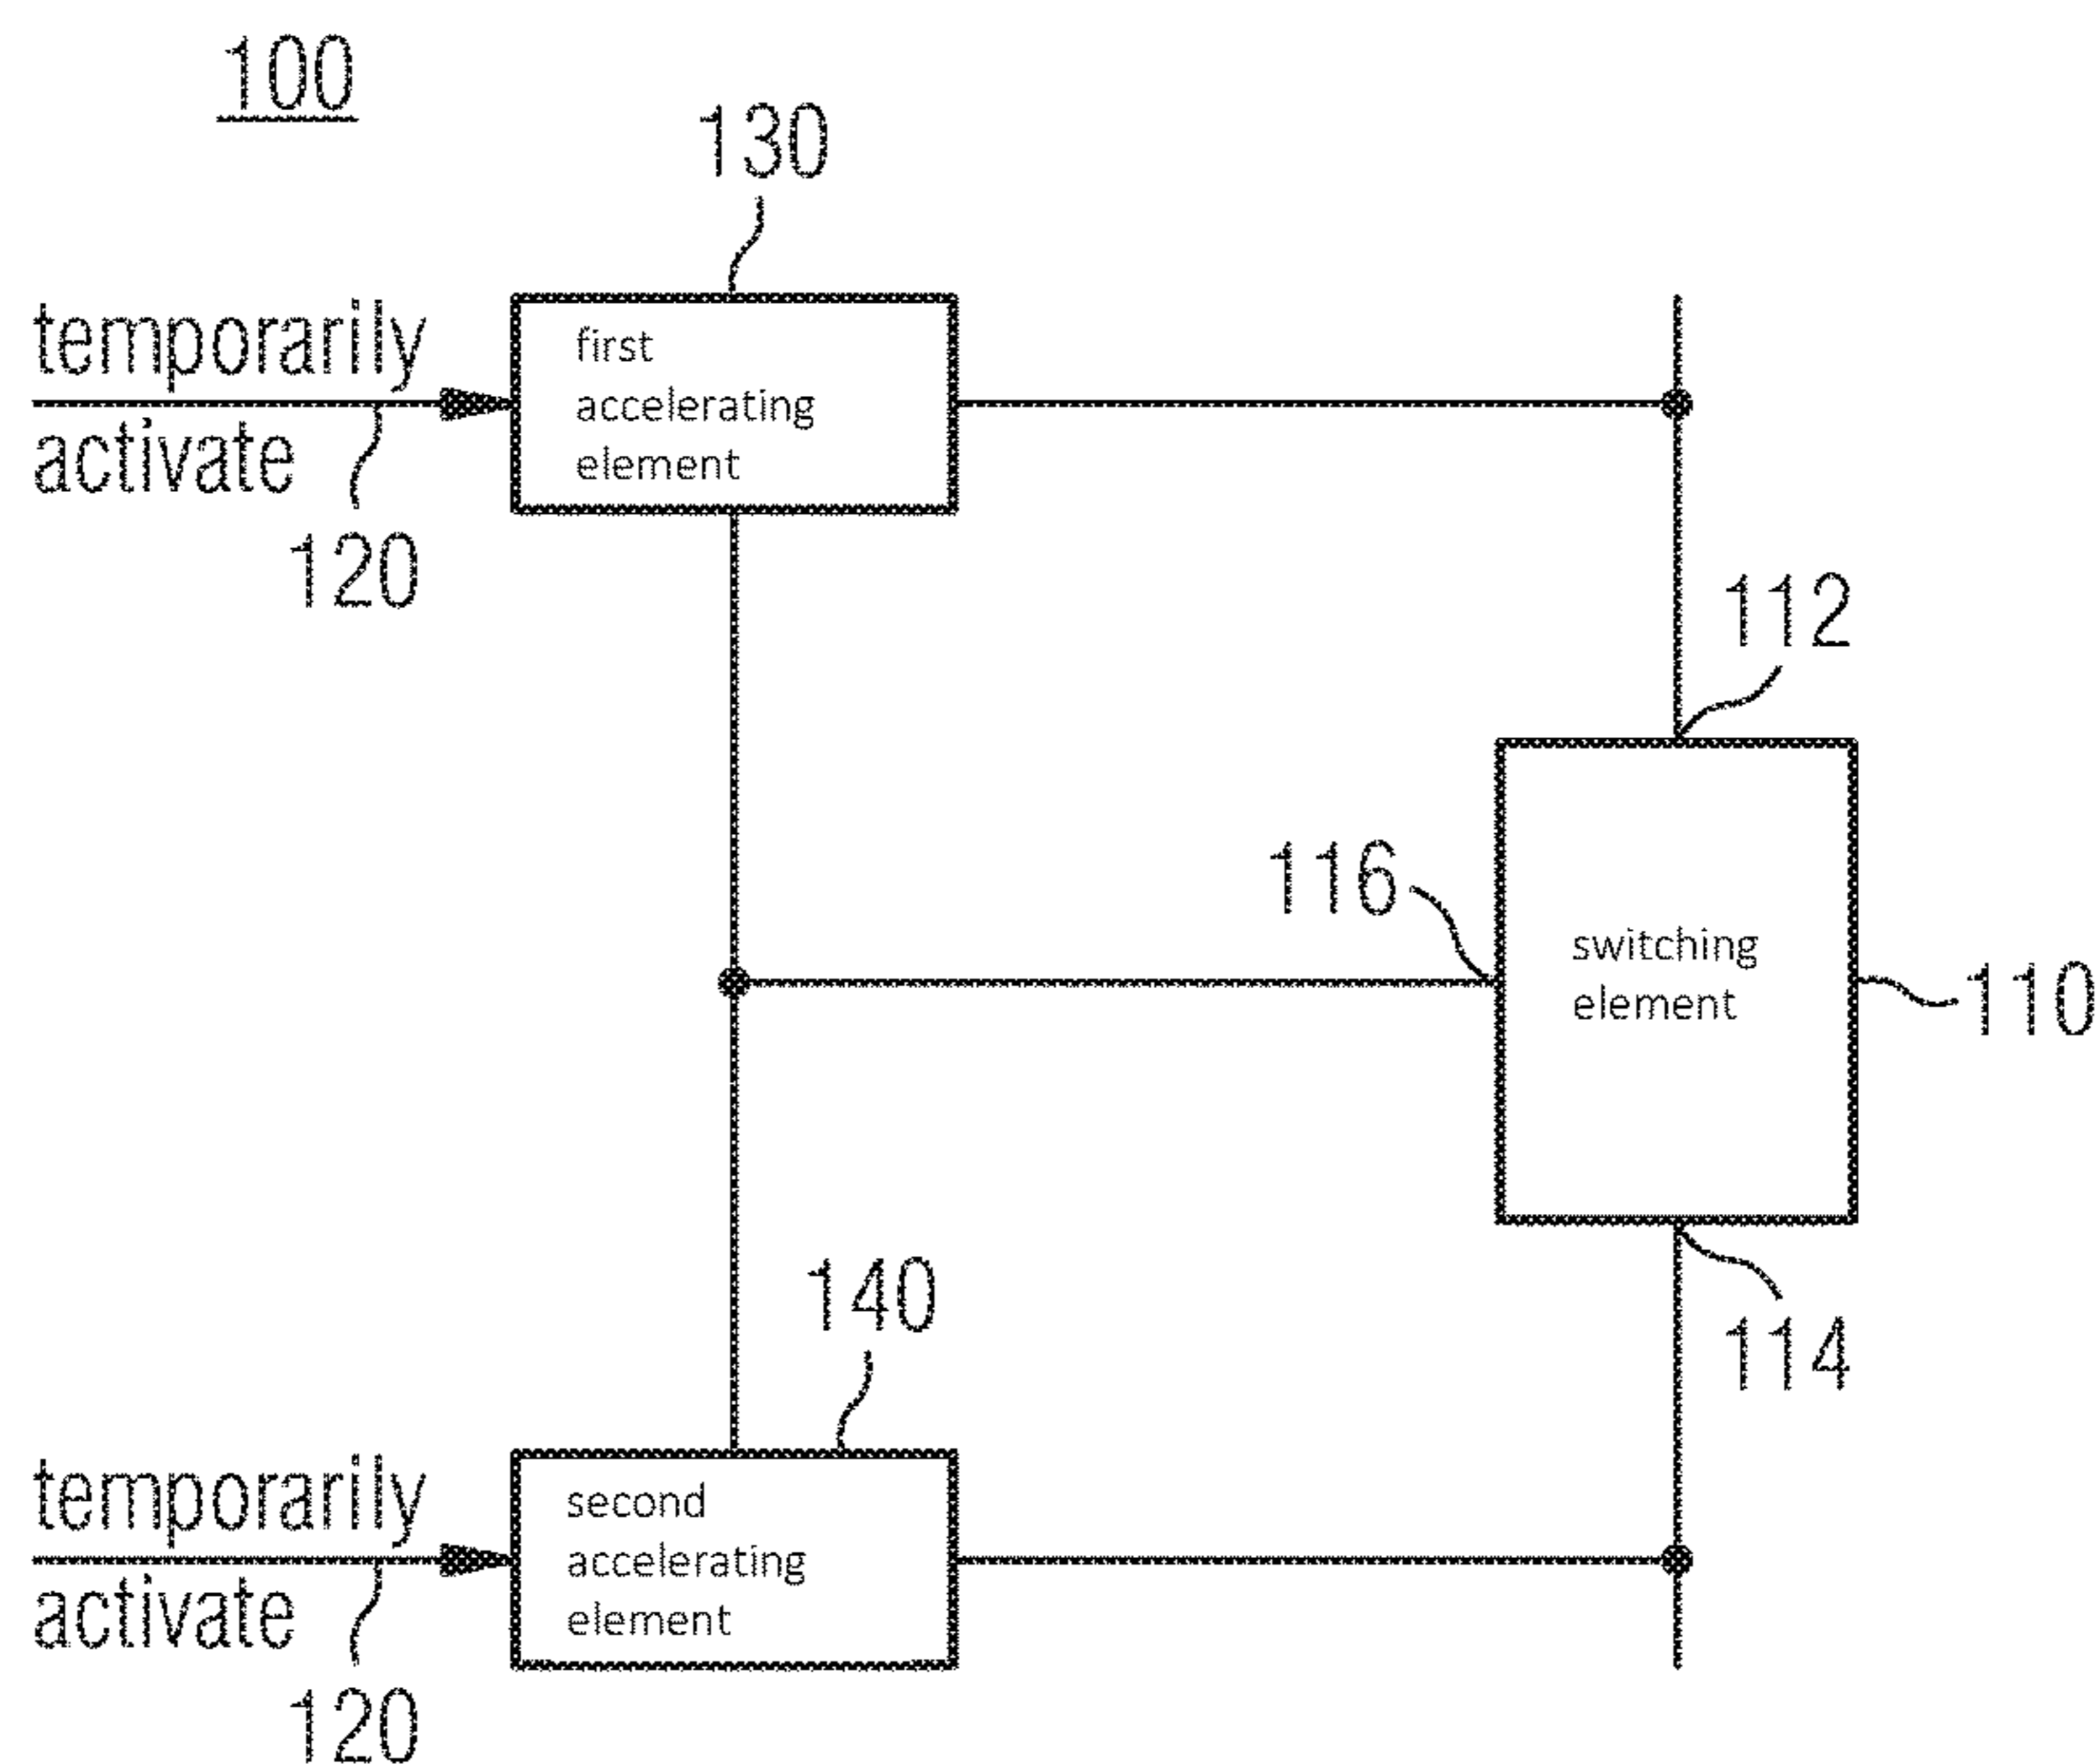 100
130
temporarily
activate
120
first
accelerating
element
112
116
switching
element
110
114
140
temporarily
activate
120
second
accelerating
element